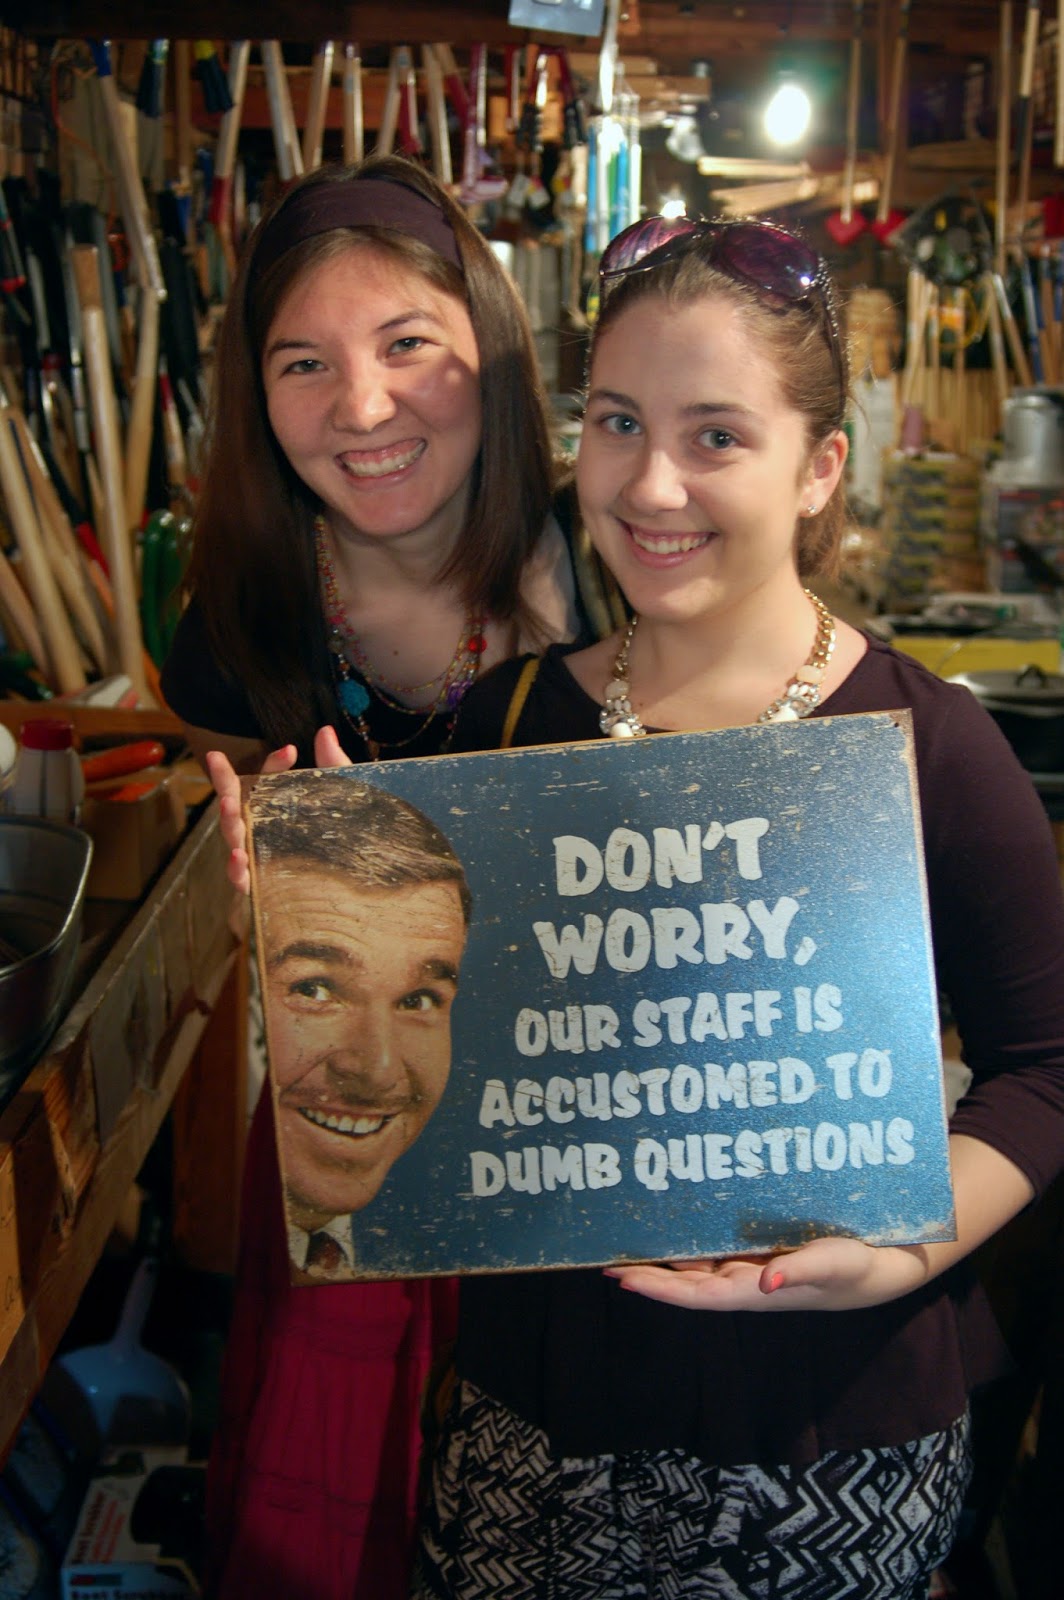 DON'T
WORRY,
OUR STAFF IS
ACCUSTOMED TO
DUMB QUESTIONS